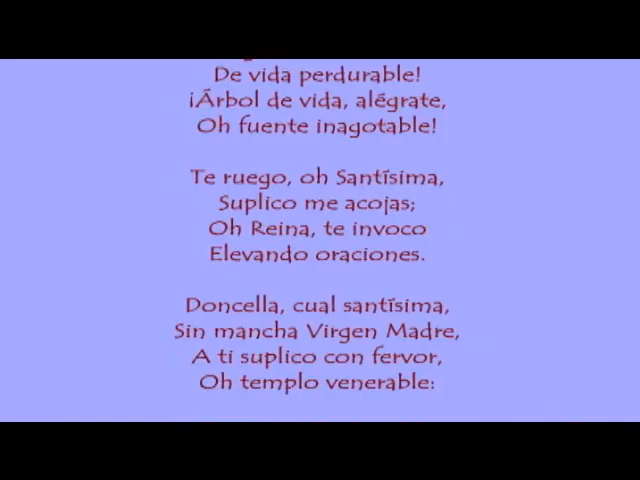 De vida perdurable!
¡Árbol de vida, alégrate,
Oh fuente inagotable!
Te ruego, oh Santísima,
Suplico me acojas;
Oh Reina, te invoco
Elevando oraciones.
Doncella, cual santísima,
Sin mancha Virgen Madre,
A ti suplico con fervor,
Oh templo venerable: